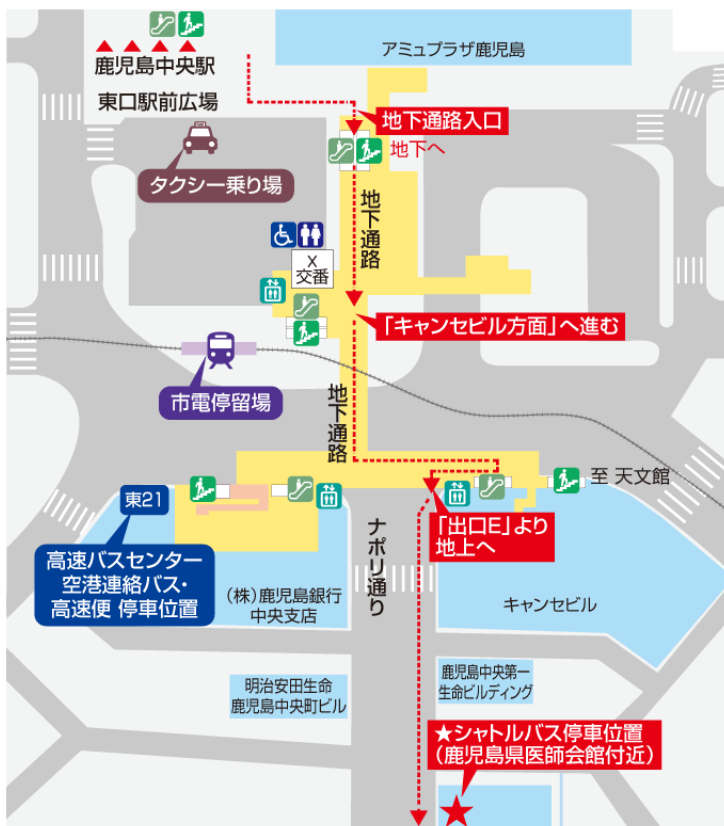 アミュプラザ鹿児島
鹿児島中央駅
東口駅前広場
地下通路入口
地下へ
タクシー乗り場
地下通路
X
交番
「キャンセビル方面」へ進む
市電停留場
地下通路
至 天文館
東21
「出口E」より
地上へ
高速バスセンター
空港連絡バス・
高速便 停車位置
ナポリ通り
(株)鹿児島銀行
中央支店
キャンセビル
明治安田生命
鹿児島中央町ビル
鹿児島中央第一
生命ビルディング
★シャトルバス停車位置
(鹿児島県医師会館付近)